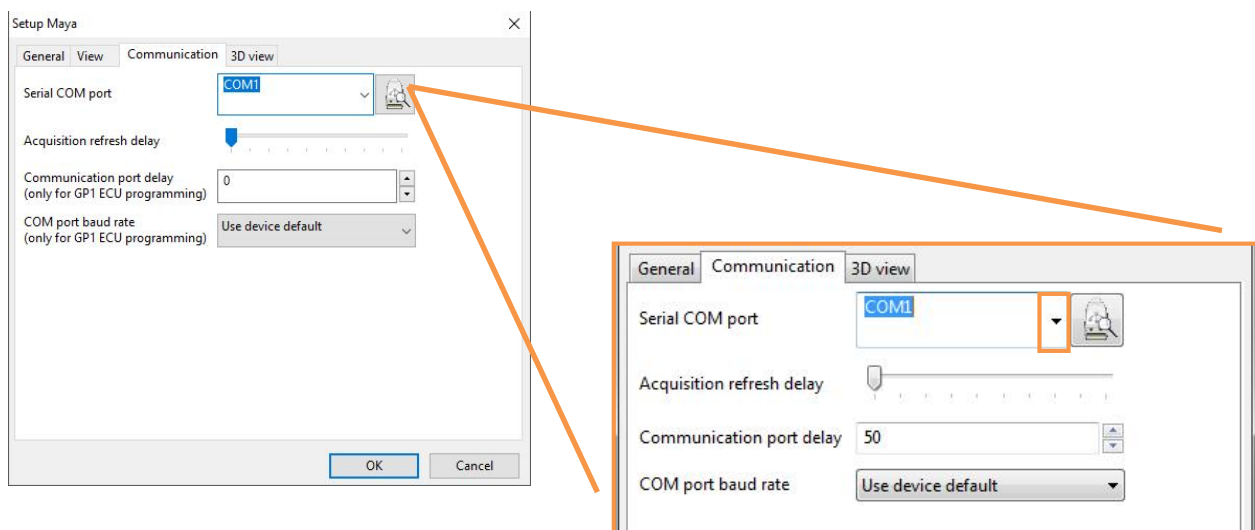 Setup Maya
General View Communication 3D view
Serial COM port COM1
Acquisition refresh delay
Communication port delay
(only for GP1 ECU programming) 0
COM port baud rate
(only for GP1 ECU programming) Use device default
OK Cancel
General Communication 3D view
Serial COM port COM1
Acquisition refresh delay
Communication port delay 50
COM port baud rate Use device default